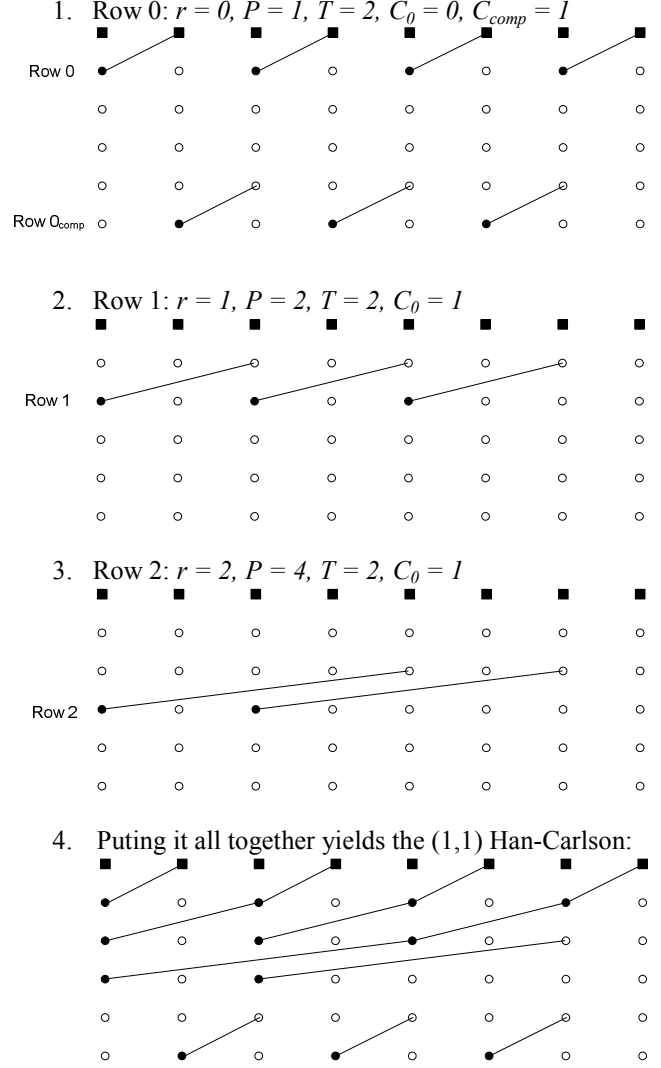 1. Row 0: r = 0, P = 1, T = 2, C0 = 0, Ccomp = 1
Row 0
Row 0comp
2. Row 1: r = 1, P = 2, T = 2, C0 = 1
Row 1
3. Row 2: r = 2, P = 4, T = 2, C0 = 1
Row 2
4. Puting it all together yields the (1,1) Han-Carlson: